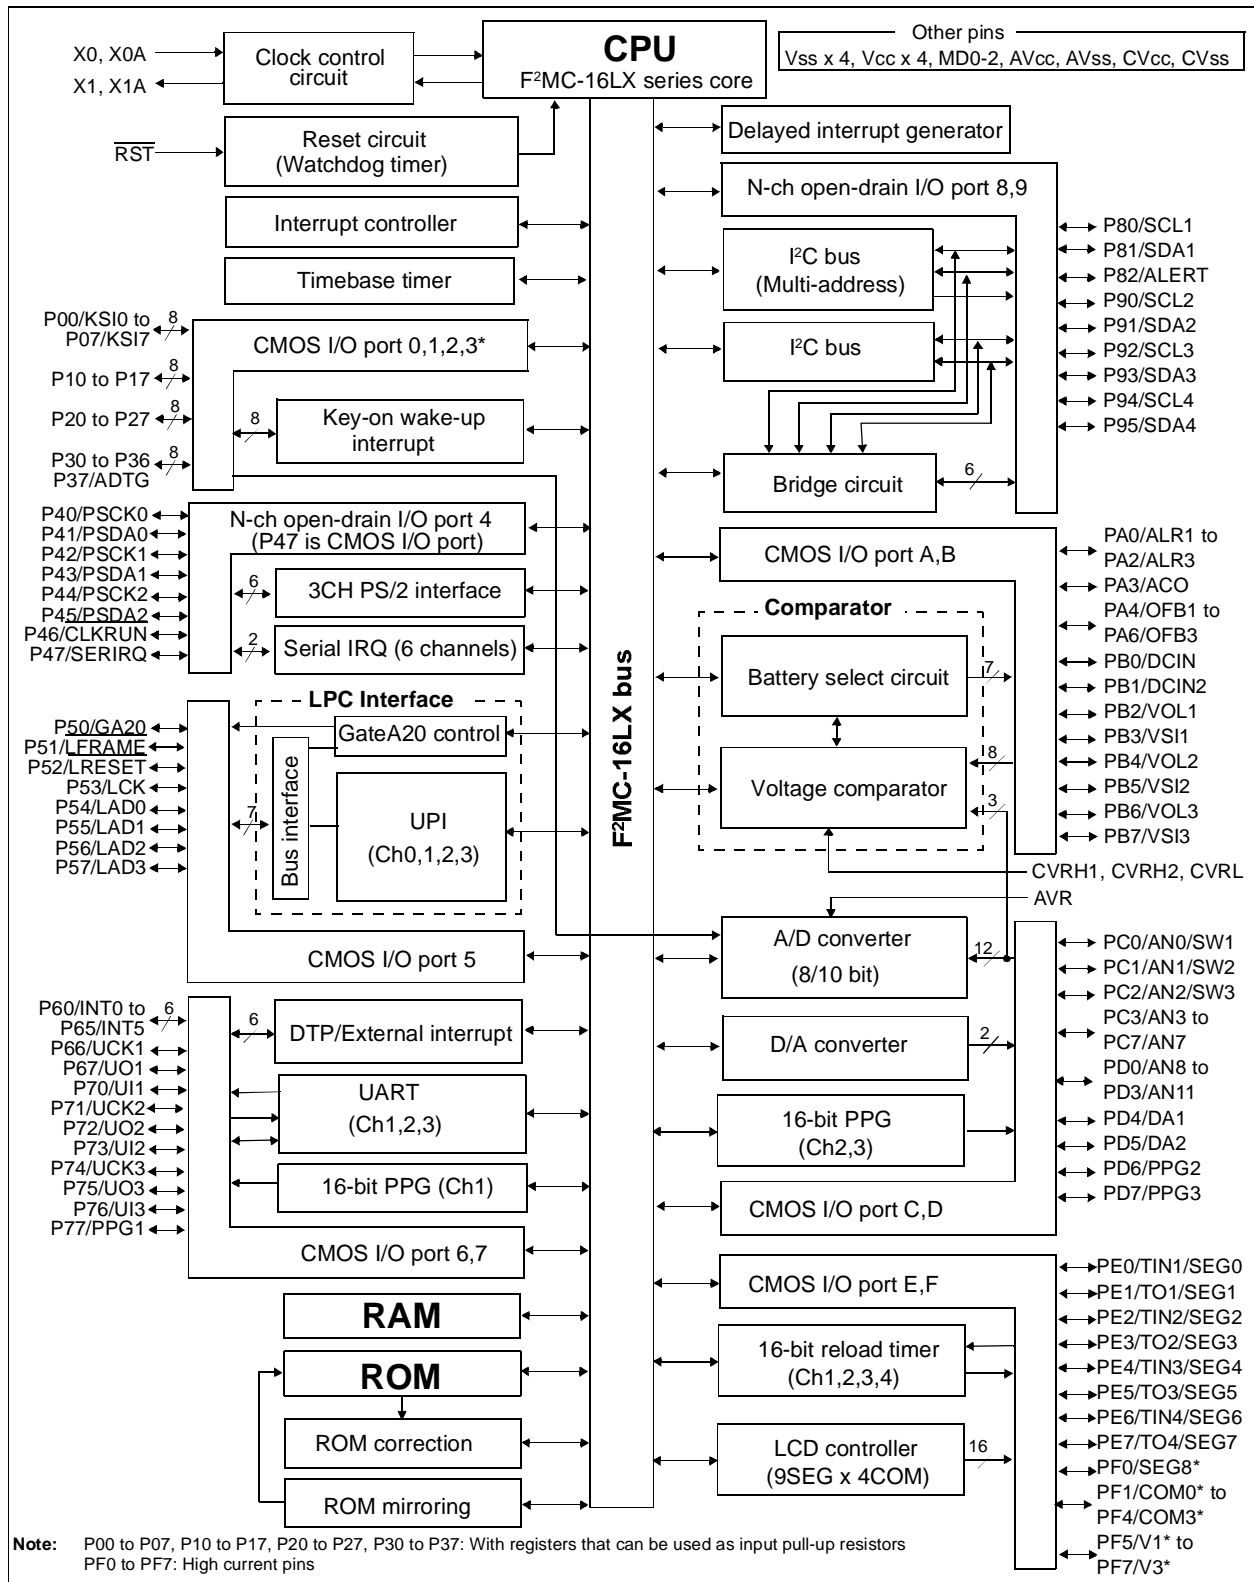 X0, X0A
X1, X1A
Clock control
circuit
CPU
F²MC-16LX series core
Other pins
Vss x 4, Vcc x 4, MD0-2, AVcc, AVss, CVcc, CVss
RST
Reset circuit
(Watchdog timer)
Interrupt controller
Timebase timer
P00/KSI0 to
P07/KSI7
8
P10 to P17
8
P20 to P27
8
P30 to P36
P37/ADTG
8
CMOS I/O port 0,1,2,3*
8
Key-on wake-up
interrupt
P40/PSCK0
P41/PSDA0
P42/PSCK1
P43/PSDA1
P44/PSCK2
P45/PSDA2
P46/CLKRUN
P47/SERIRQ
N-ch open-drain I/O port 4
(P47 is CMOS I/O port)
6
3CH PS/2 interface
2
Serial IRQ (6 channels)
LPC Interface
P50/GA20
P51/LFRAME
P52/LRESET
P53/LCK
P54/LAD0
P55/LAD1
P56/LAD2
P57/LAD3
GateA20 control
7
Bus interface
UPI
(Ch0,1,2,3)
CMOS I/O port 5
P60/INT0 to
P65/INT5
6
P66/UCK1
P67/UO1
P70/UI1
P71/UCK2
P72/UO2
P73/UI2
P74/UCK3
P75/UO3
P76/UI3
P77/PPG1
6
DTP/External interrupt
UART
(Ch1,2,3)
16-bit PPG (Ch1)
CMOS I/O port 6,7
RAM
ROM
ROM correction
ROM mirroring
F²MC-16LX bus
Delayed interrupt generator
N-ch open-drain I/O port 8,9
I²C bus
(Multi-address)
I²C bus
Bridge circuit
6
P80/SCL1
P81/SDA1
P82/ALERT
P90/SCL2
P91/SDA2
P92/SCL3
P93/SDA3
P94/SCL4
P95/SDA4
CMOS I/O port A,B
Comparator
Battery select circuit
7
Voltage comparator
8
3
PA0/ALR1 to
PA2/ALR3
PA3/ACO
PA4/OFB1 to
PA6/OFB3
PB0/DCIN
PB1/DCIN2
PB2/VOL1
PB3/VSI1
PB4/VOL2
PB5/VSI2
PB6/VOL3
PB7/VSI3
CVRH1, CVRH2, CVRL
AVR
A/D converter
(8/10 bit)
12
D/A converter
2
16-bit PPG
(Ch2,3)
CMOS I/O port C,D
PC0/AN0/SW1
PC1/AN1/SW2
PC2/AN2/SW3
PC3/AN3 to
PC7/AN7
PD0/AN8 to
PD3/AN11
PD4/DA1
PD5/DA2
PD6/PPG2
PD7/PPG3
CMOS I/O port E,F
16-bit reload timer
(Ch1,2,3,4)
LCD controller
(9SEG x 4COM)
16
PE0/TIN1/SEG0
PE1/TO1/SEG1
PE2/TIN2/SEG2
PE3/TO2/SEG3
PE4/TIN3/SEG4
PE5/TO3/SEG5
PE6/TIN4/SEG6
PE7/TO4/SEG7
PF0/SEG8*
PF1/COM0* to
PF4/COM3*
PF5/V1* to
PF7/V3*
Note: P00 to P07, P10 to P17, P20 to P27, P30 to P37: With registers that can be used as input pull-up resistors
PF0 to PF7: High current pins